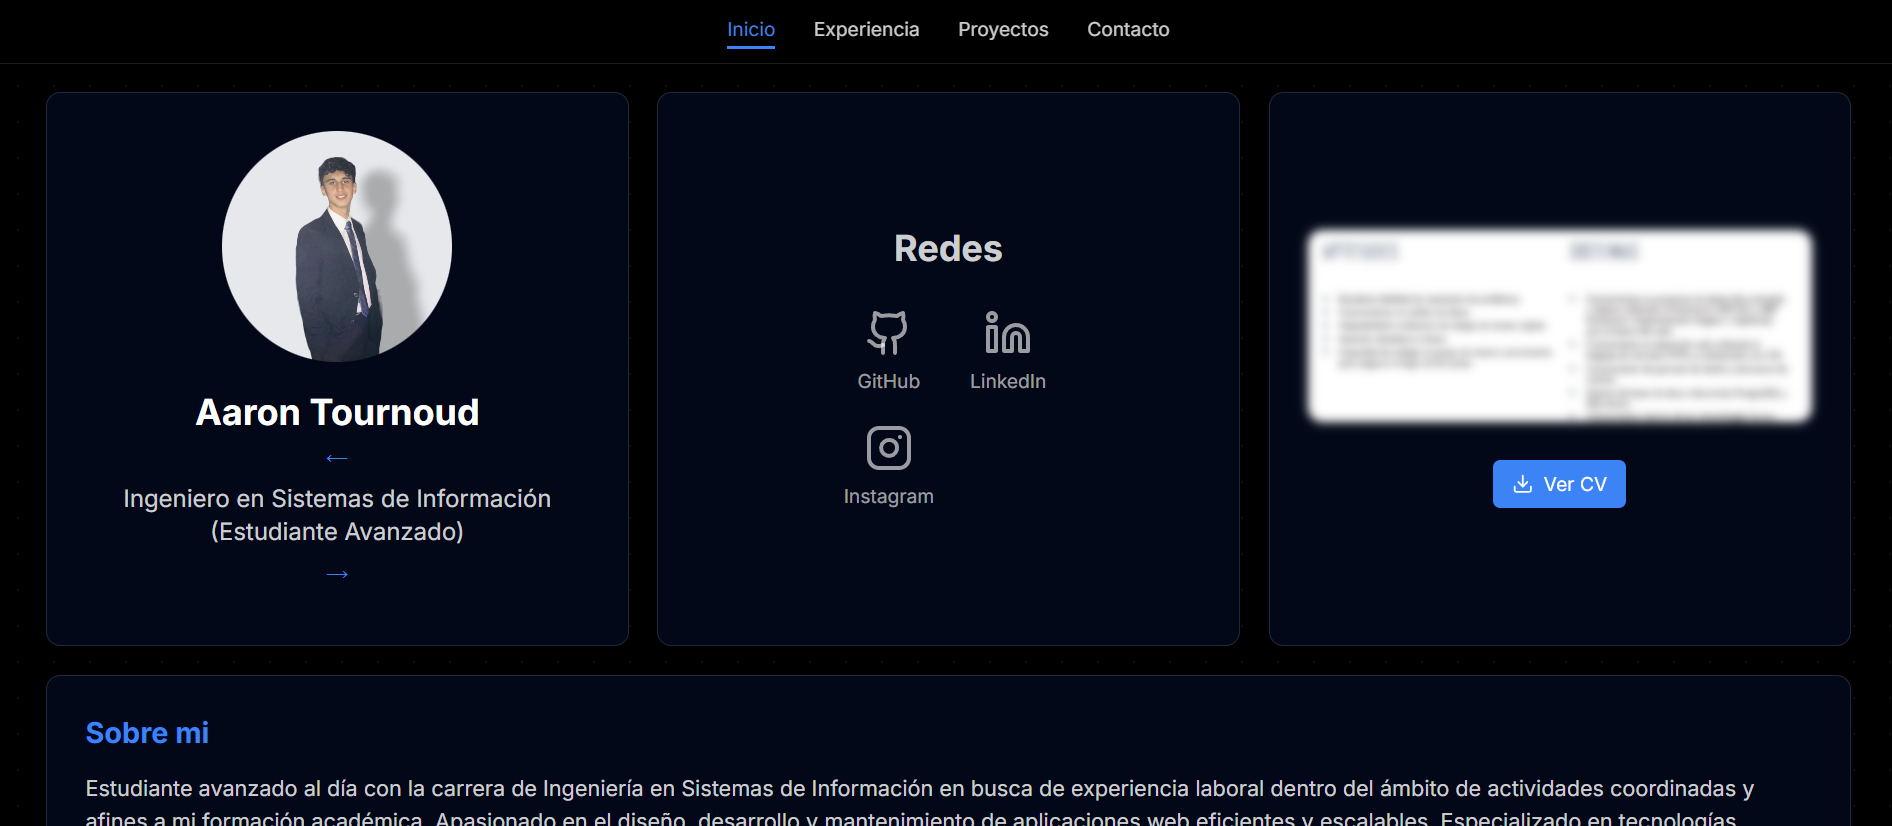 Inicio
Experiencia
Proyectos
Contacto
Aaron Tournoud
←
Ingeniero en Sistemas de Información
(Estudiante Avanzado)
→
Redes
GitHub
LinkedIn
Instagram
Ver CV
Sobre mi
Estudiante avanzado al día con la carrera de Ingeniería en Sistemas de Información en busca de experiencia laboral dentro del ámbito de actividades coordinadas y
afines a mi formación académica. Apasionado en el diseño, desarrollo y mantenimiento de aplicaciones web eficientes y escalables. Especializado en tecnologías